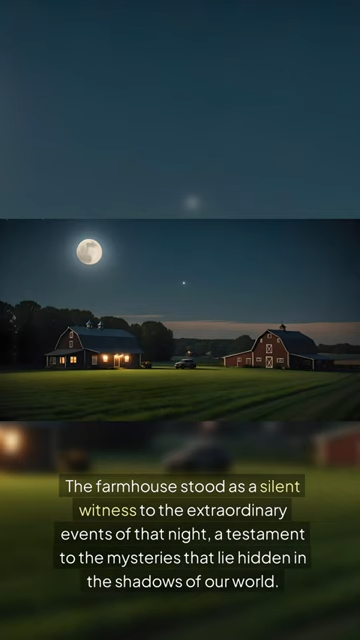 The farmhouse stood as a silent
witness to the extraordinary
events of that night, a testament
to the mysteries that lie hidden in
the shadows of our world.